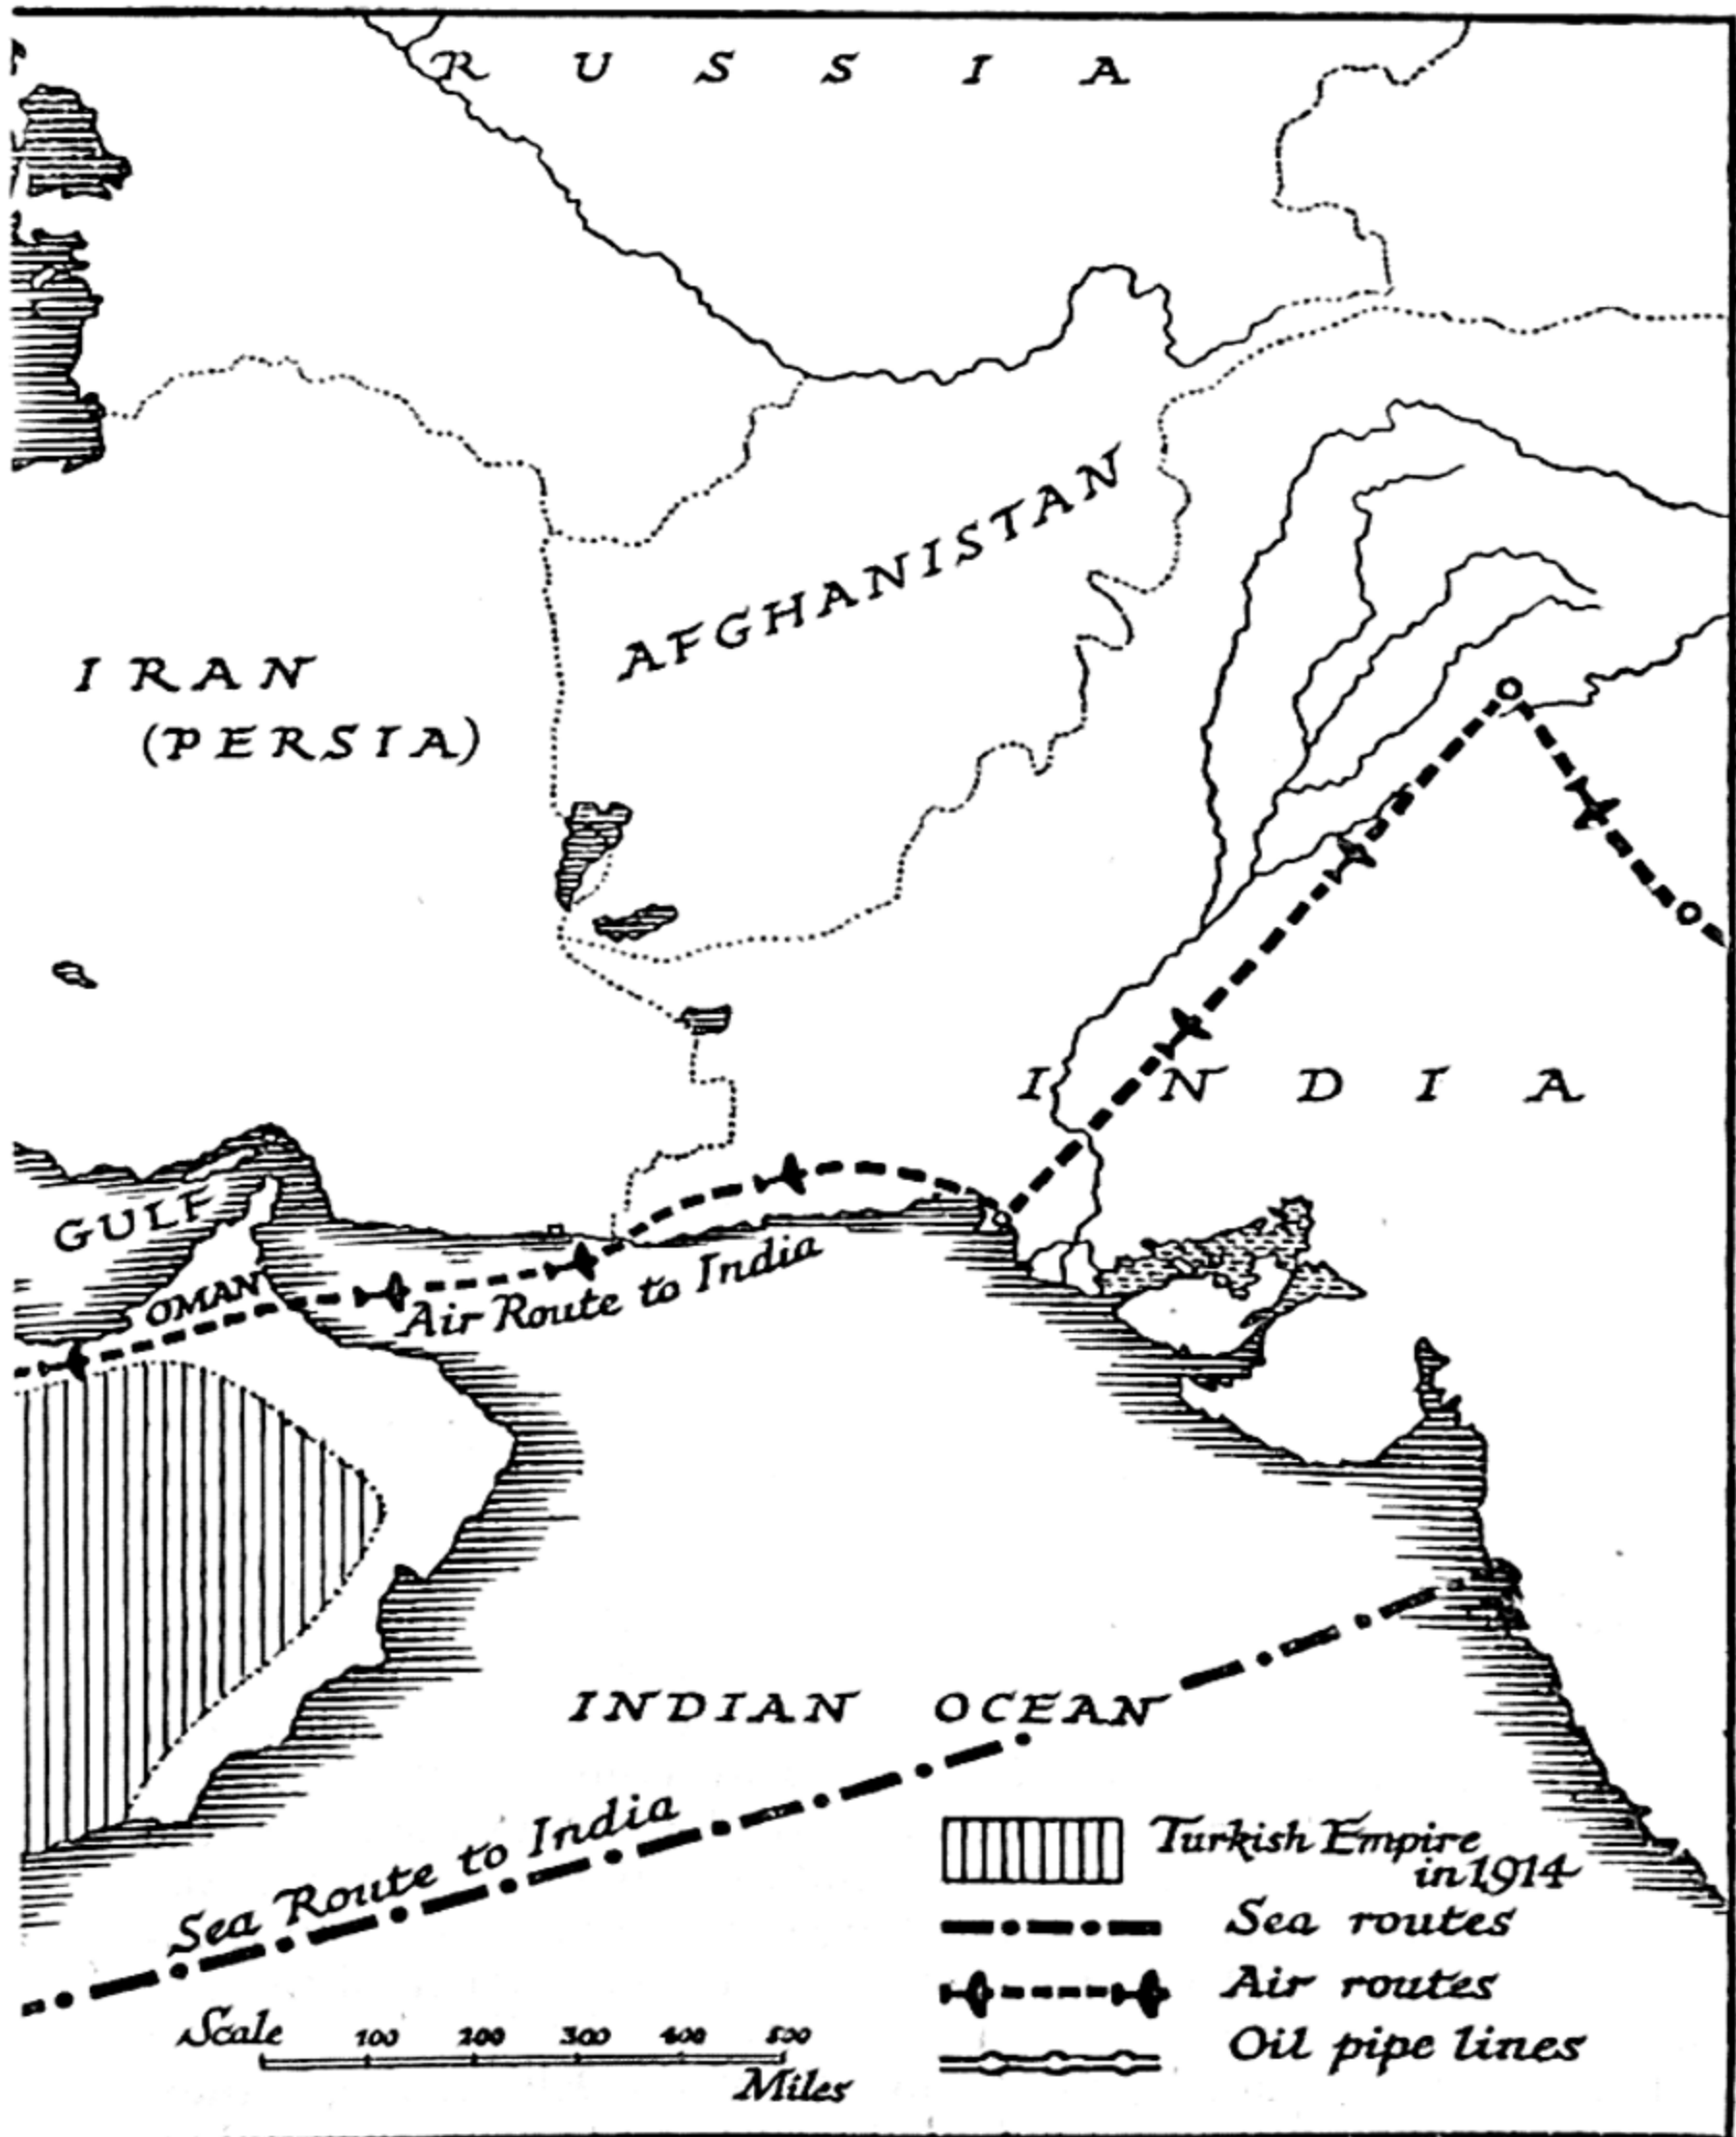 RUSSIA
AFGHANISTAN
IRAN
(PERSIA)
INDIA
GULF
OMAN
Air Route to India
INDIAN OCEAN
Sea Route to India
Turkish Empire
in 1914
Sea routes
Air routes
Oil pipe lines
Scale 100 200 300 400 500
Miles